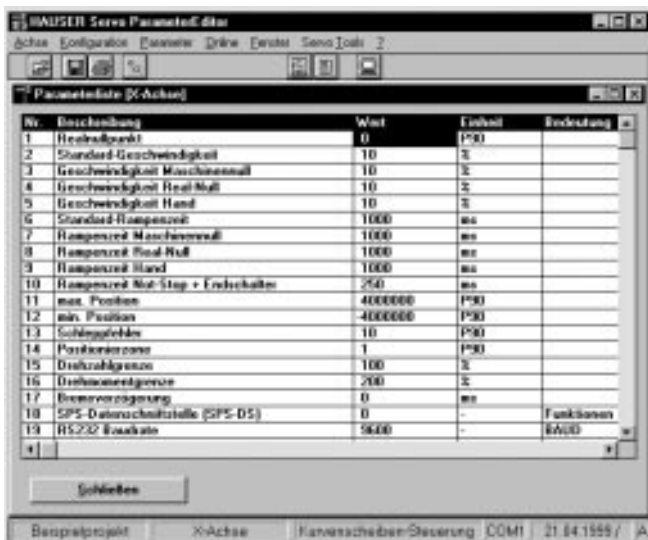 HAUSER Servo ParameterEditor
Achse Konfiguration Parameter Online Fenster Servo Tools ?
Parameterliste [X-Achse]
Nr. Beschreibung Wert Einheit Bedeutung
1 Realnullpunkt 0 P90
2 Standard-Geschwindigkeit 10 %
3 Geschwindigkeit Maschinennull 10 %
4 Geschwindigkeit Real-Null 10 %
5 Geschwindigkeit Hand 10 %
6 Standard-Rampenzeit 1000 ms
7 Rampenzeit Maschinennull 1000 ms
8 Rampenzeit Real-Null 1000 ms
9 Rampenzeit Hand 1000 ms
10 Rampenzeit Not-Stop + Endschalter 250 ms
11 max. Position 4000000 P90
12 min. Position -4000000 P90
13 Schleppfehler 10 P90
14 Positionierzone 1 P90
15 Drehzahlgrenze 100 %
16 Drehmomentgrenze 200 %
17 Bremsverzögerung 0 ms
18 SPS-Datenschnittstelle (SPS-DS) 0 - Funktionen
19 RS232 Baudrate 9600 - BAUD
Schließen
Beispielprojekt X-Achse Kurvenscheiben-Steuerung COM1 21.04.1999 / A